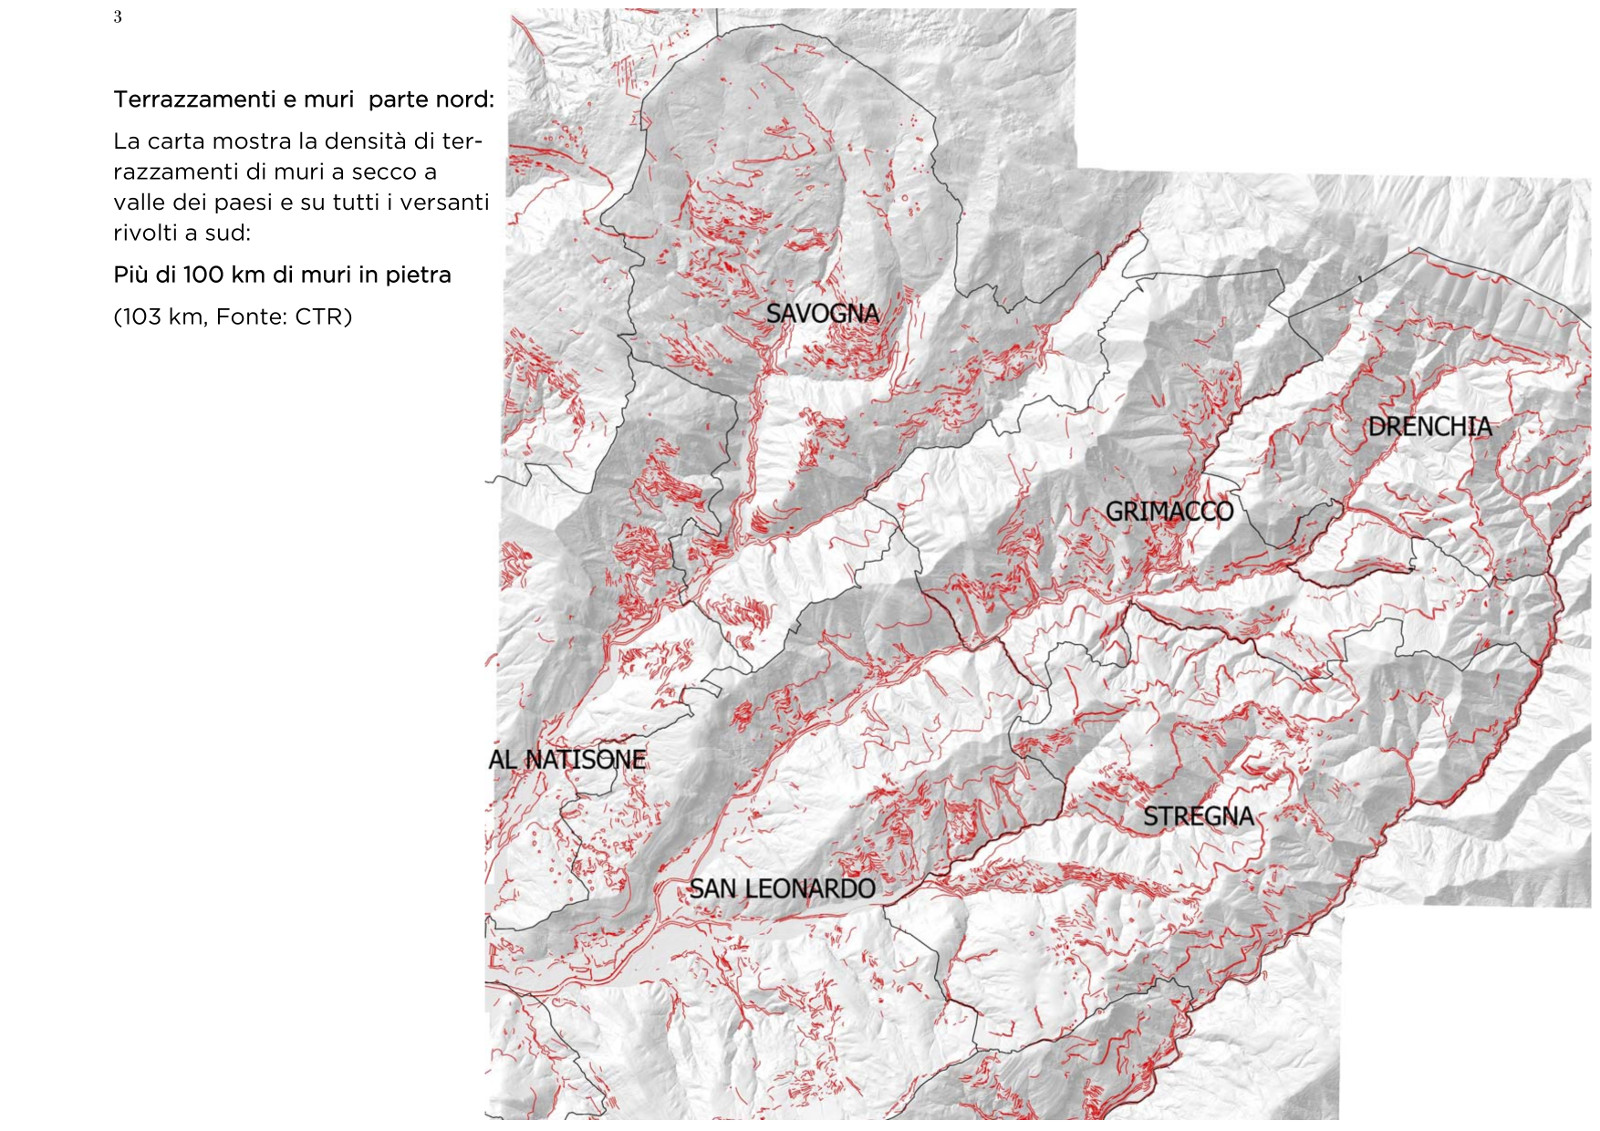 3
Terrazzamenti e muri  parte nord:
La carta mostra la densità di ter-
razzamenti di muri a secco a
valle dei paesi e su tutti i versanti
rivolti a sud:
Più di 100 km di muri in pietra
(103 km, Fonte: CTR)
SAVOGNA
DRENCHIA
GRIMACCO
AL NATISONE
STREGNA
SAN LEONARDO